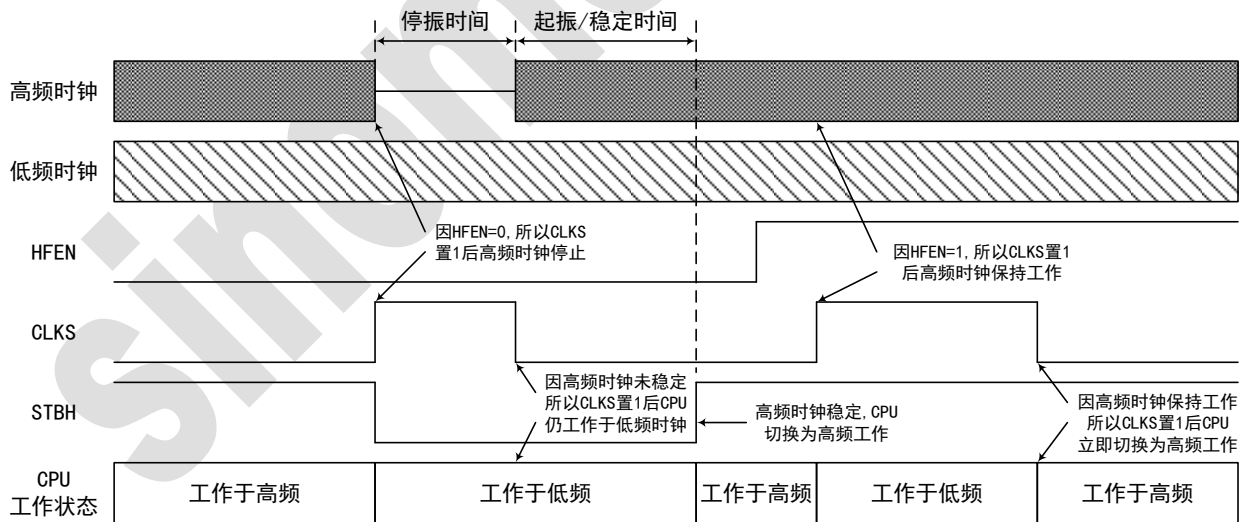 停振时间 起振/稳定时间
高频时钟
低频时钟
HFEN
因HFEN=0,所以CLKS
置1后高频时钟停止
因HFEN=1,所以CLKS置1
后高频时钟保持工作
CLKS
STBH
因高频时钟未稳定
所以CLKS置1后CPU
仍工作于低频时钟
高频时钟稳定,CPU
切换为高频工作
因高频时钟保持工作
所以CLKS置1后CPU
立即切换为高频工作
CPU
工作状态
工作于高频 工作于低频 工作于高频 工作于低频 工作于高频